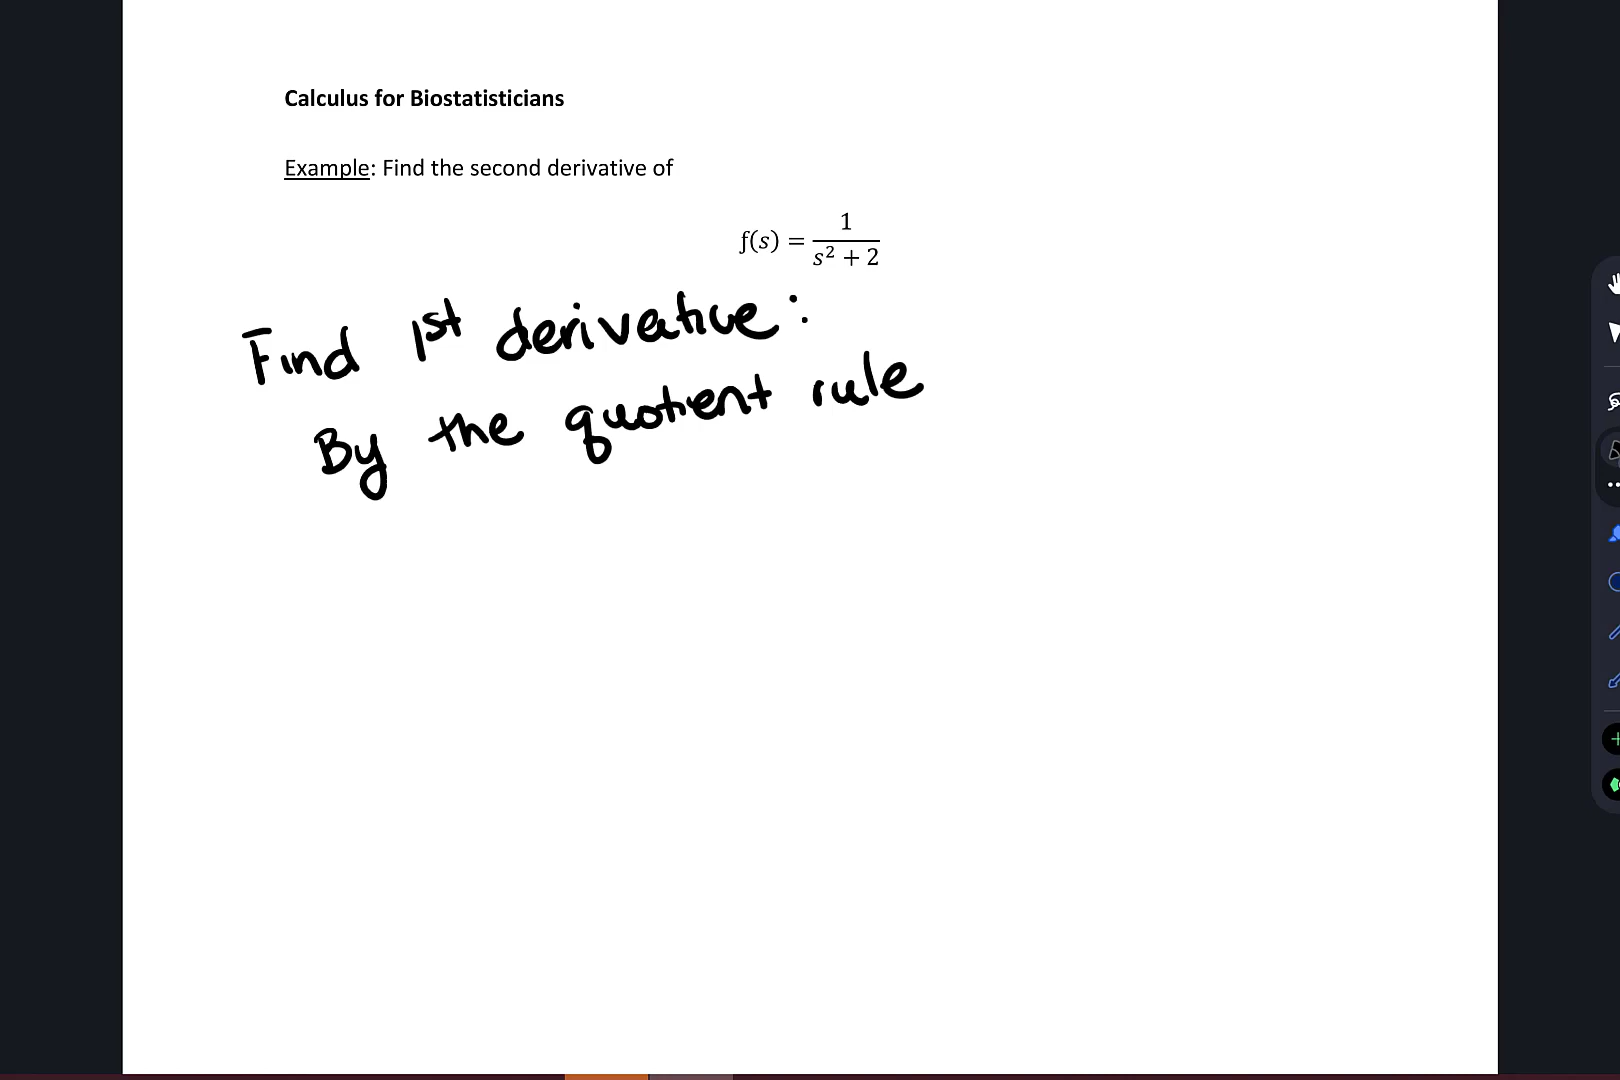 Calculus for Biostatisticians
Example: Find the second derivative of
f(s) = 1 / s² + 2
Find 1st derivative:
By the quotient rule